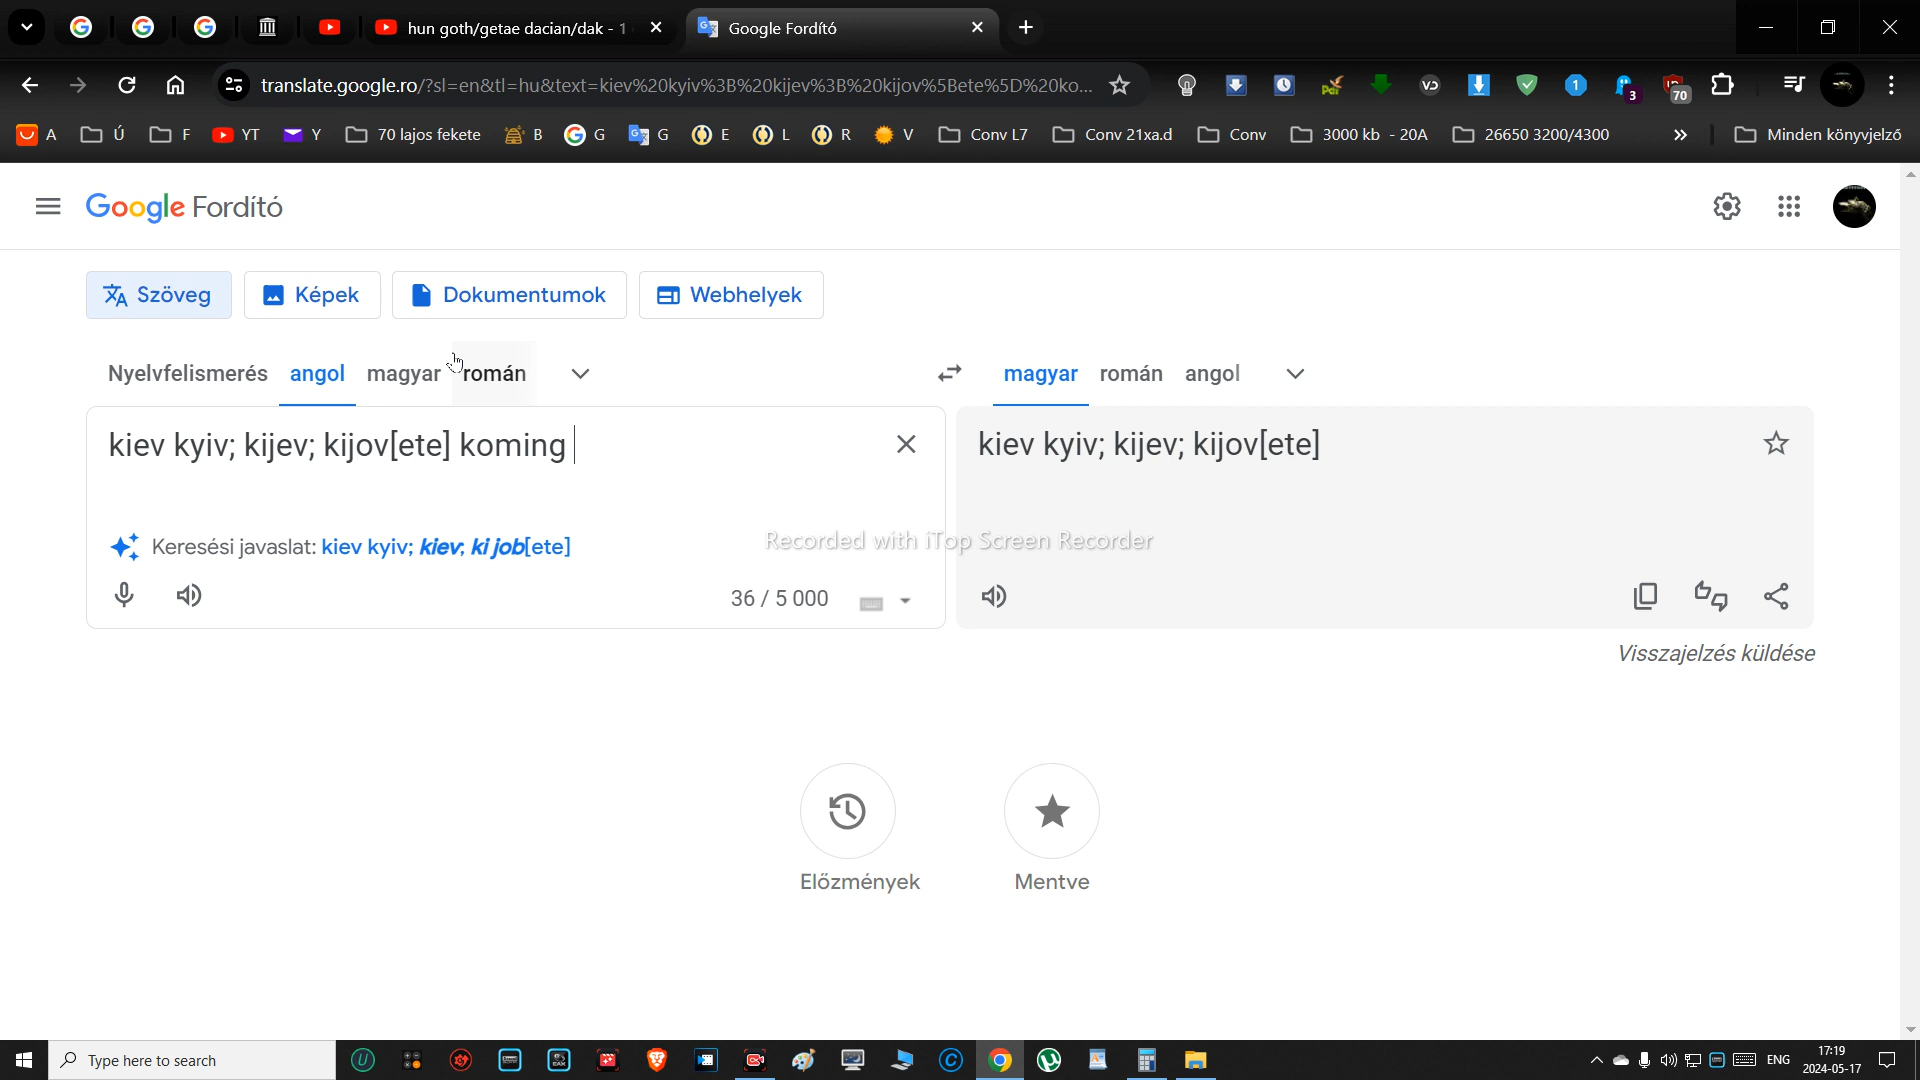 hun goth/getae dacian/dak - 1
Google Fordító
translate.google.ro/?sl=en&tl=hu&text=kiev%20kyiv%3B%20kijev%3B%20kijov%5Bete%5D%20ko...
3
70
A
Ú
F
YT
Y
70 lajos fekete
B
G
G
E
L
R
V
Conv L7
Conv 21xa.d
Conv
3000 kb - 20A
26650 3200/4300
»
Minden könyvjelző
Google Fordító
Szöveg
Képek
Dokumentumok
Webhelyek
Nyelvfelismerés angol magyar román
magyar román angol
kiev kyiv; kijev; kijov[ete] koming
kiev kyiv; kijev; kijov[ete]
Keresési javaslat: kiev kyiv; kiev; ki job[ete]
Recorded with iTop Screen Recorder
36 / 5 000
Visszajelzés küldése
Előzmények
Mentve
Type here to search
ENG
17:19
2024-05-17